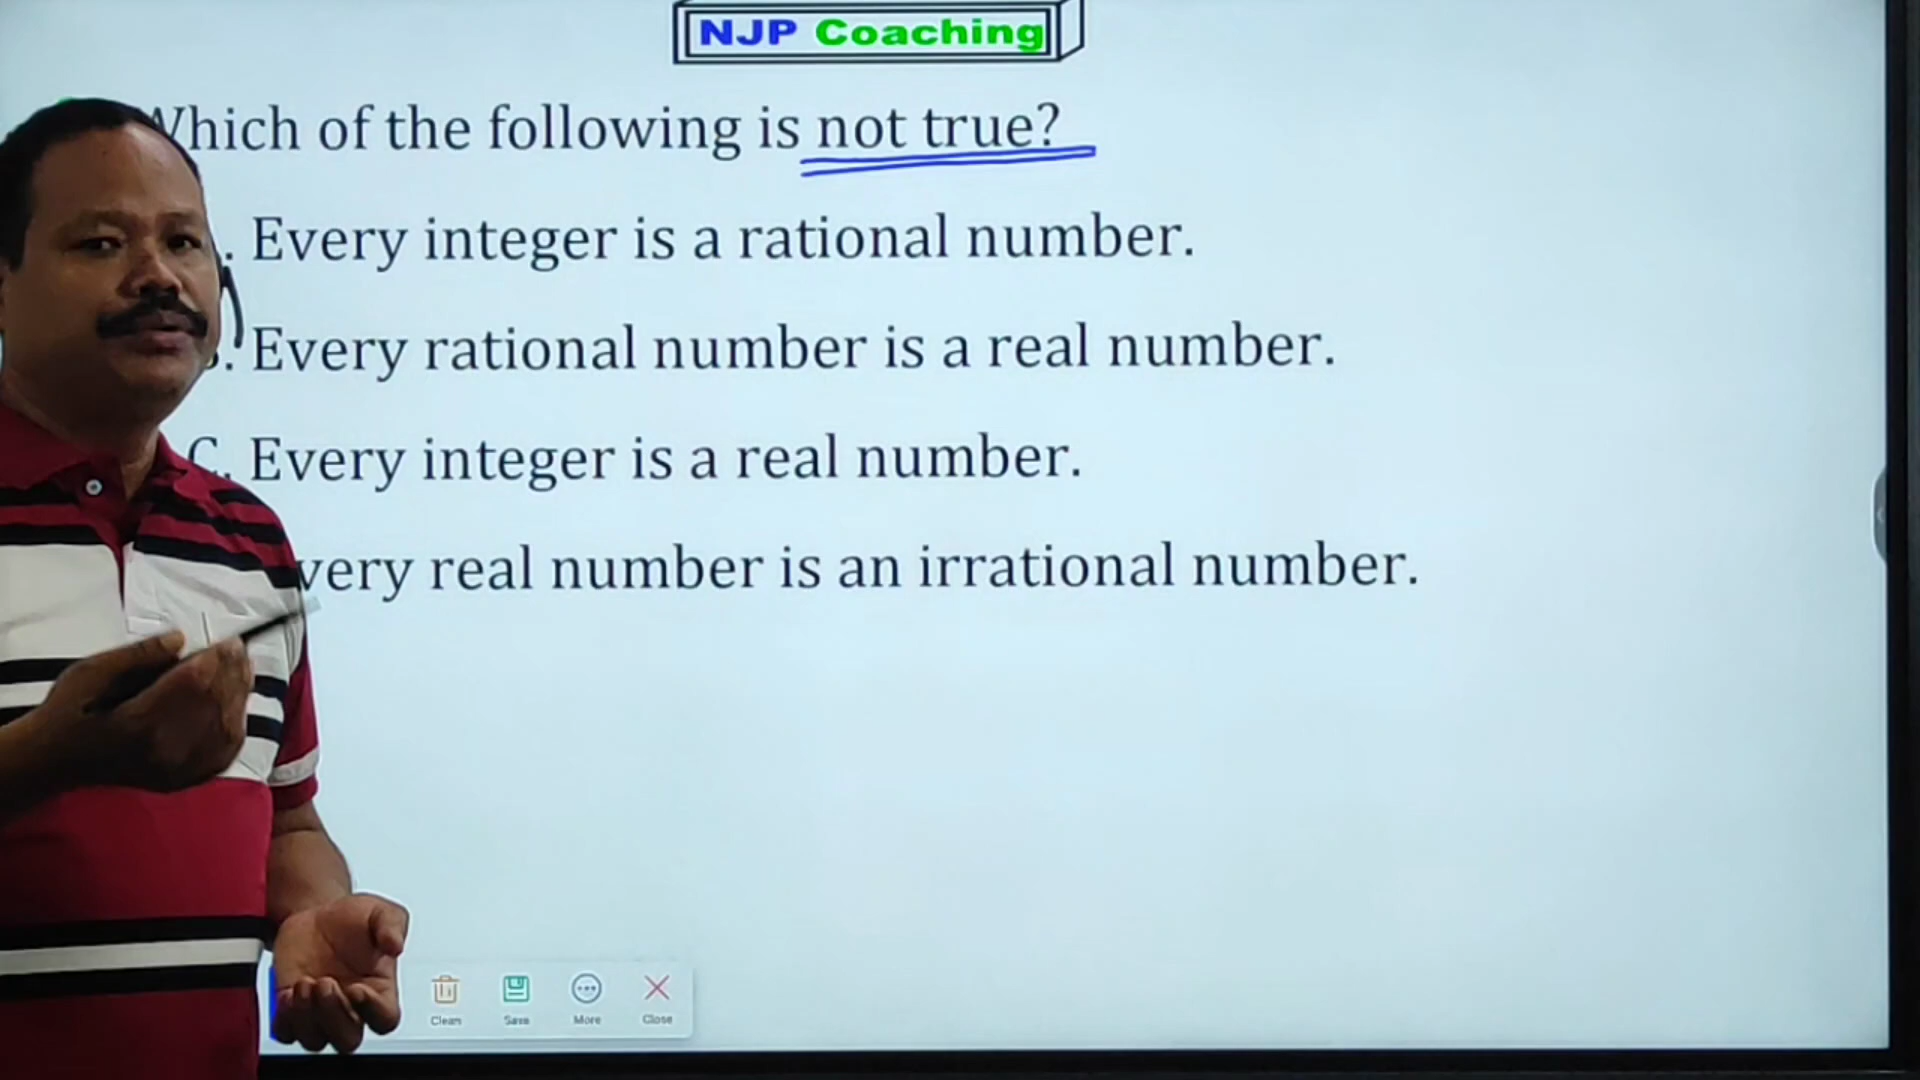 NJP Coaching
Which of the following is not true?
. Every integer is a rational number.
B. Every rational number is a real number.
C. Every integer is a real number.
very real number is an irrational number.
Clean Save More Close